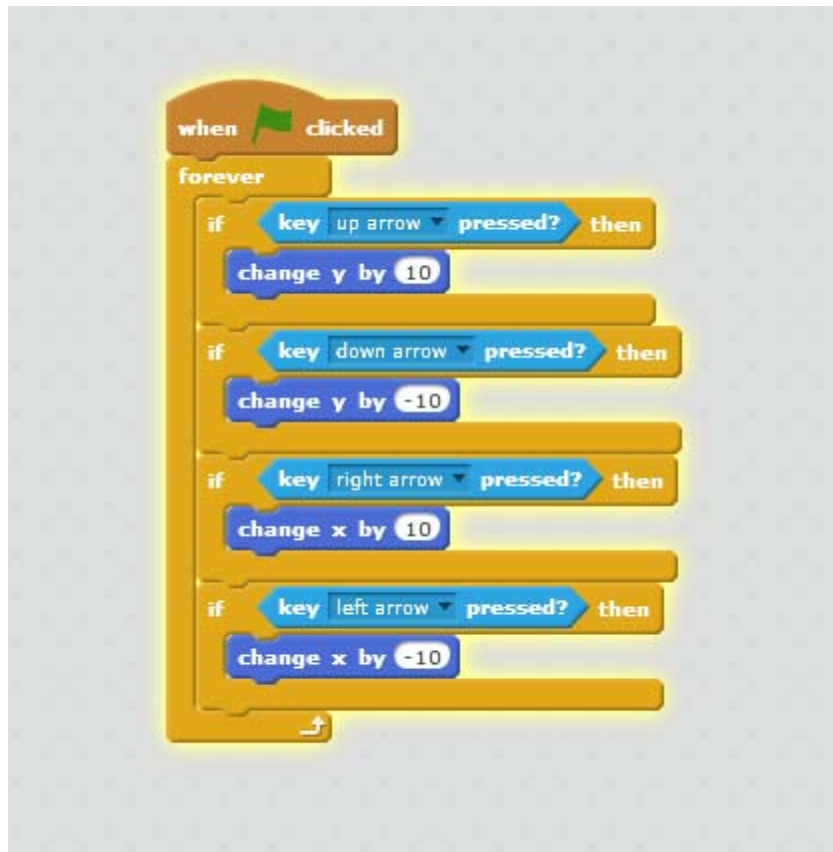 when clicked
forever
if key up arrow pressed? then
change y by 10
if key down arrow pressed? then
change y by -10
if key right arrow pressed? then
change x by 10
if key left arrow pressed? then
change x by -10